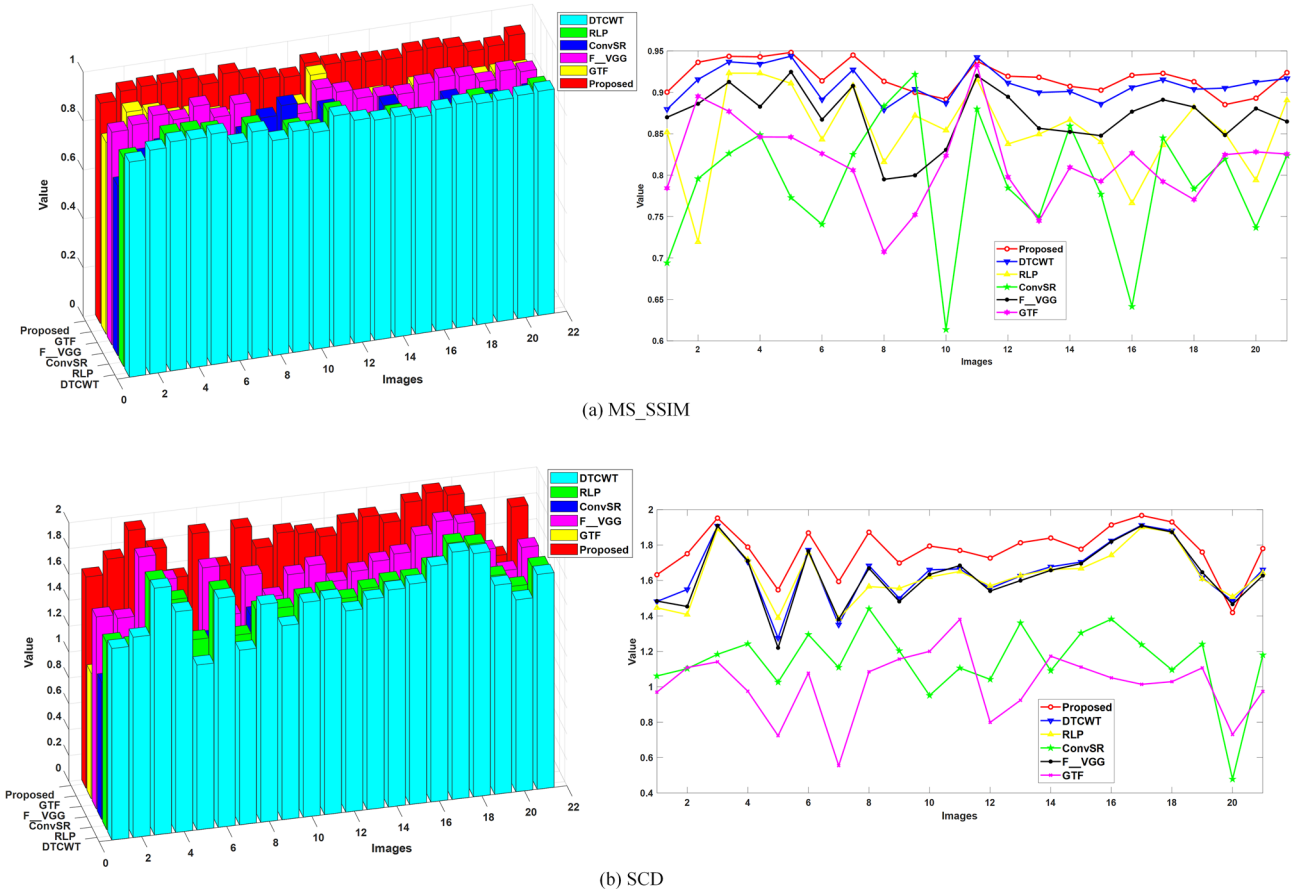 1
0.8
0.6
0.4
0.2
0
Value
Proposed
GTF
F__VGG
ConvSR
RLP
DTCWT
0
2
4
6
8
10
12
14
16
18
20
22
Images
DTCWT
RLP
ConvSR
F__VGG
GTF
Proposed
0.95
0.9
0.85
0.8
0.75
0.7
0.65
0.6
Value
2 4 6 8 10 12 14 16 18 20
Images
Proposed
DTCWT
RLP
ConvSR
F__VGG
GTF
(a) MS_SSIM
2
1.8
1.6
1.4
1.2
1
0.8
0.6
0.4
0.2
0
Value
Proposed
GTF
F__VGG
ConvSR
RLP
DTCWT
0
2
4
6
8
10
12
14
16
18
20
22
Images
DTCWT
RLP
ConvSR
F__VGG
GTF
Proposed
2
1.8
1.6
1.4
1.2
1
0.8
0.6
0.4
Value
2 4 6 8 10 12 14 16 18 20
Images
Proposed
DTCWT
RLP
ConvSR
F__VGG
GTF
(b) SCD